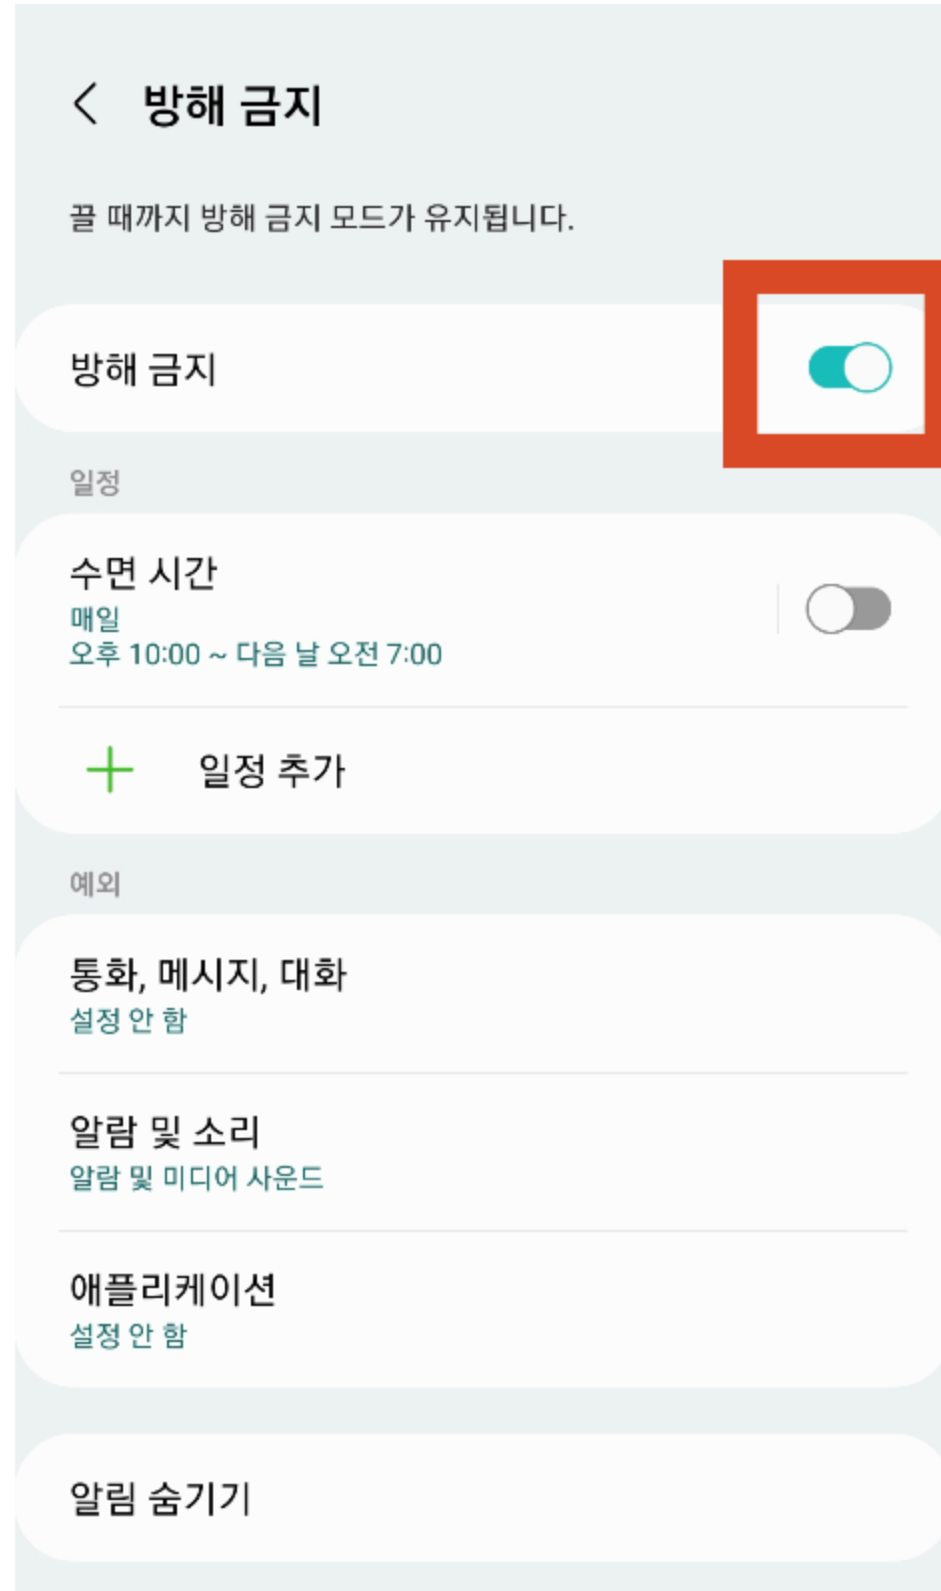 방해 금지
끌 때까지 방해 금지 모드가 유지됩니다.
방해 금지
일정
수면 시간
매일
오후 10:00 ~ 다음 날 오전 7:00
일정 추가
예외
통화, 메시지, 대화
설정 안 함
알람 및 소리
알람 및 미디어 사운드
애플리케이션
설정 안 함
알림 숨기기